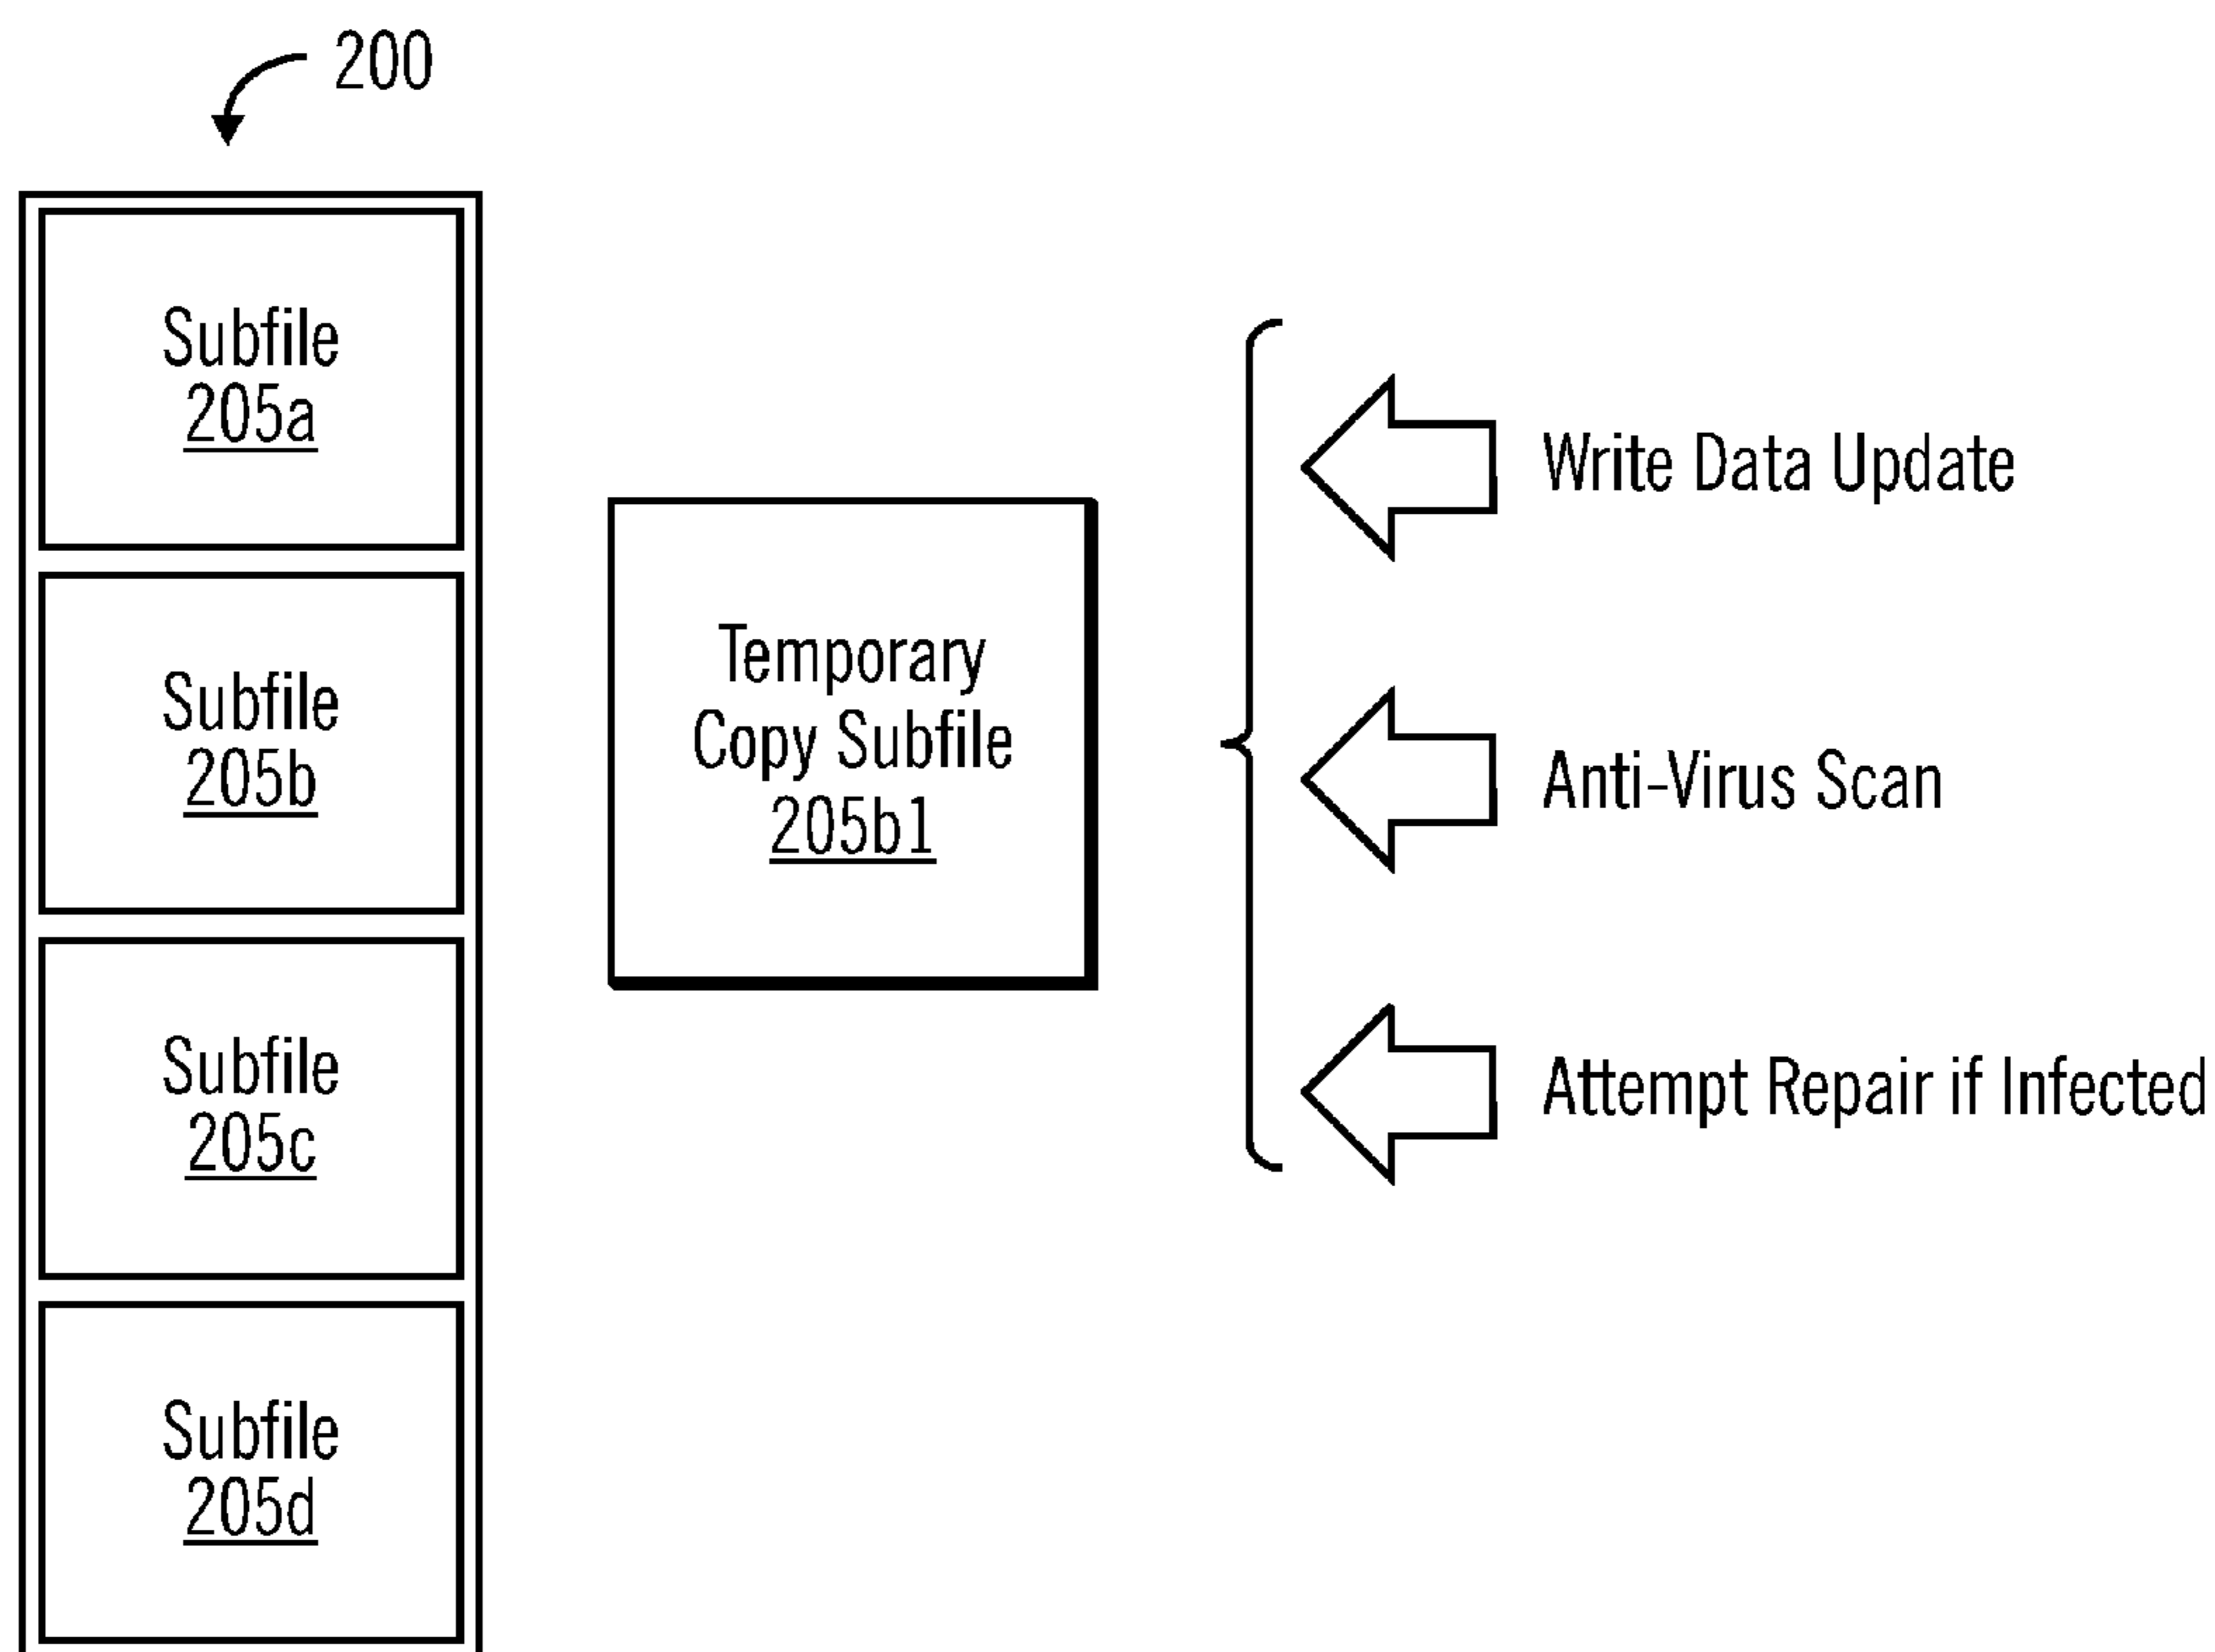 200
Subfile
205a
Subfile
205b
Subfile
205c
Subfile
205d
Temporary
Copy Subfile
205b1
Write Data Update
Anti-Virus Scan
Attempt Repair if Infected